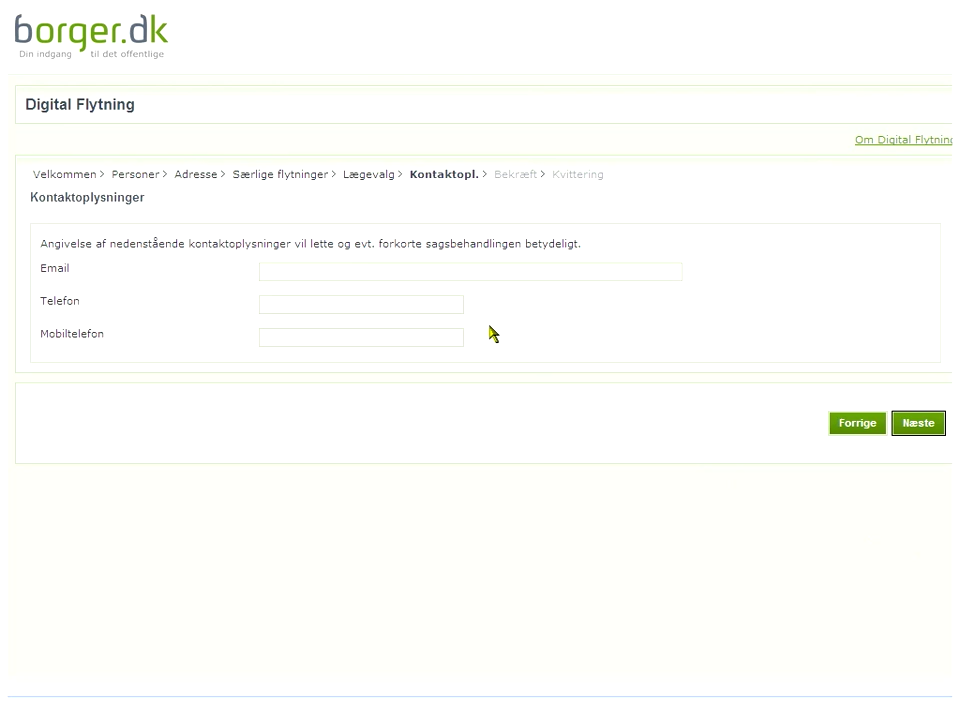 borger.dk
Din indgang til det offentlige
Digital Flytning
Om Digital Flytning
Velkommen > Personer > Adresse > Særlige flytninger > Lægevalg > Kontaktopl. > Bekræft > Kvittering
Kontaktoplysninger
Angivelse af nedenstående kontaktoplysninger vil lette og evt. forkorte sagsbehandlingen betydeligt.
Email
Telefon
Mobiltelefon
Forrige Næste